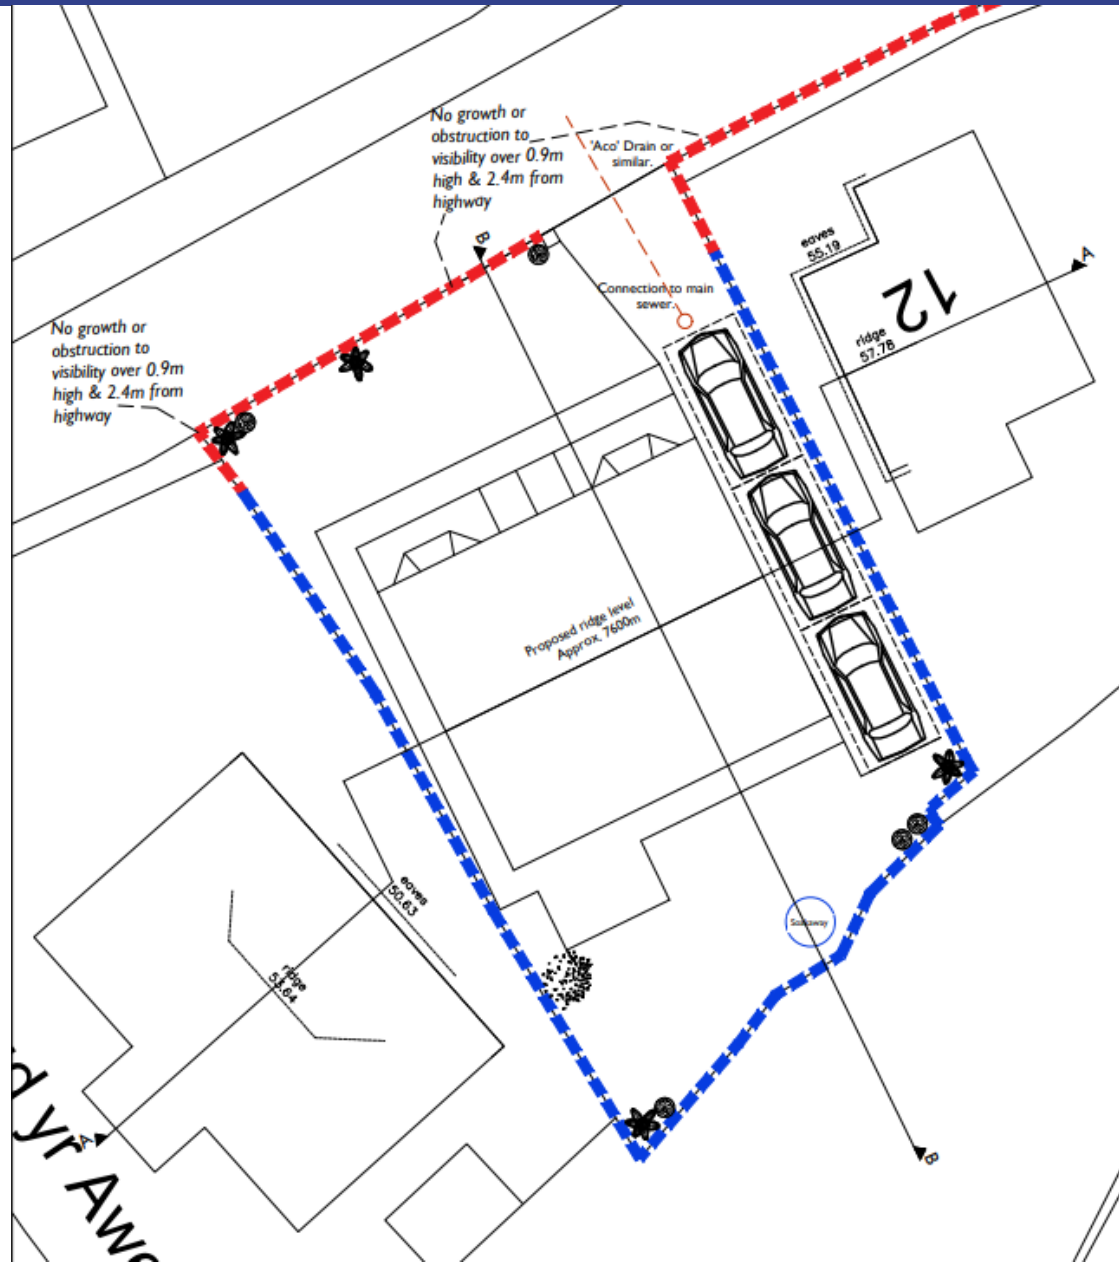 No growth or
obstruction to
visibility over 0.9m
high & 2.4m from
highway
'Aco' Drain or
similar.
B
eaves
55.19
A
12
ridge
57.78
Connection to main
sewer.
No growth or
obstruction to
visibility over 0.9m
high & 2.4m from
highway
Proposed ridge level
Approx. 7600m
eaves
50.63
ridge
53.64
Soakaway
d yr Awe
A
B